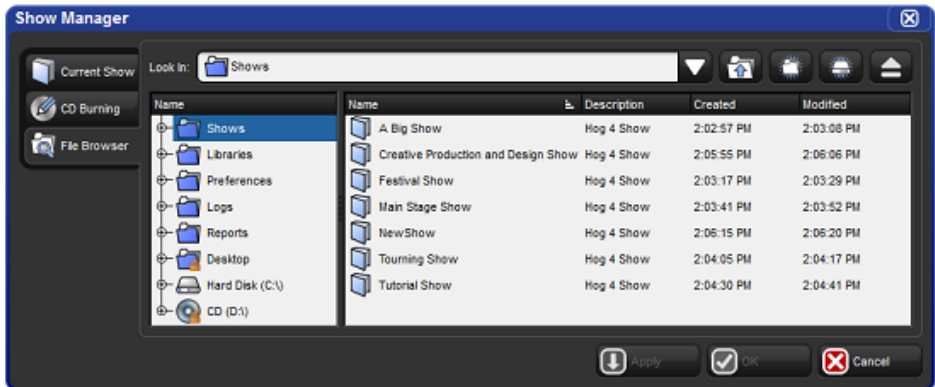 Show Manager
Current Show
CD Burning
File Browser
Look In: Shows
Name
Shows
Libraries
Preferences
Logs
Reports
Desktop
Hard Disk (C:\)
CD (D:\)
Name Description Created Modified
A Big Show Hog 4 Show 2:02:57 PM 2:03:08 PM
Creative Production and Design Show Hog 4 Show 2:05:55 PM 2:06:06 PM
Festival Show Hog 4 Show 2:03:17 PM 2:03:29 PM
Main Stage Show Hog 4 Show 2:03:41 PM 2:03:52 PM
NewShow Hog 4 Show 2:06:15 PM 2:06:20 PM
Tourning Show Hog 4 Show 2:04:05 PM 2:04:17 PM
Tutorial Show Hog 4 Show 2:04:30 PM 2:04:41 PM
Apply OK Cancel